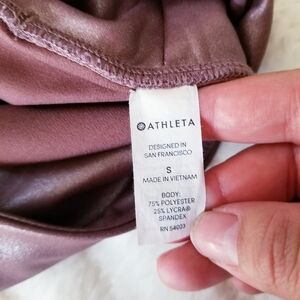 ATHLETA
DESIGNED IN
SAN FRANCISCO
S
MADE IN VIETNAM
BODY:
75% POLYESTER
25% LYCRA®
SPANDEX
RN 54023